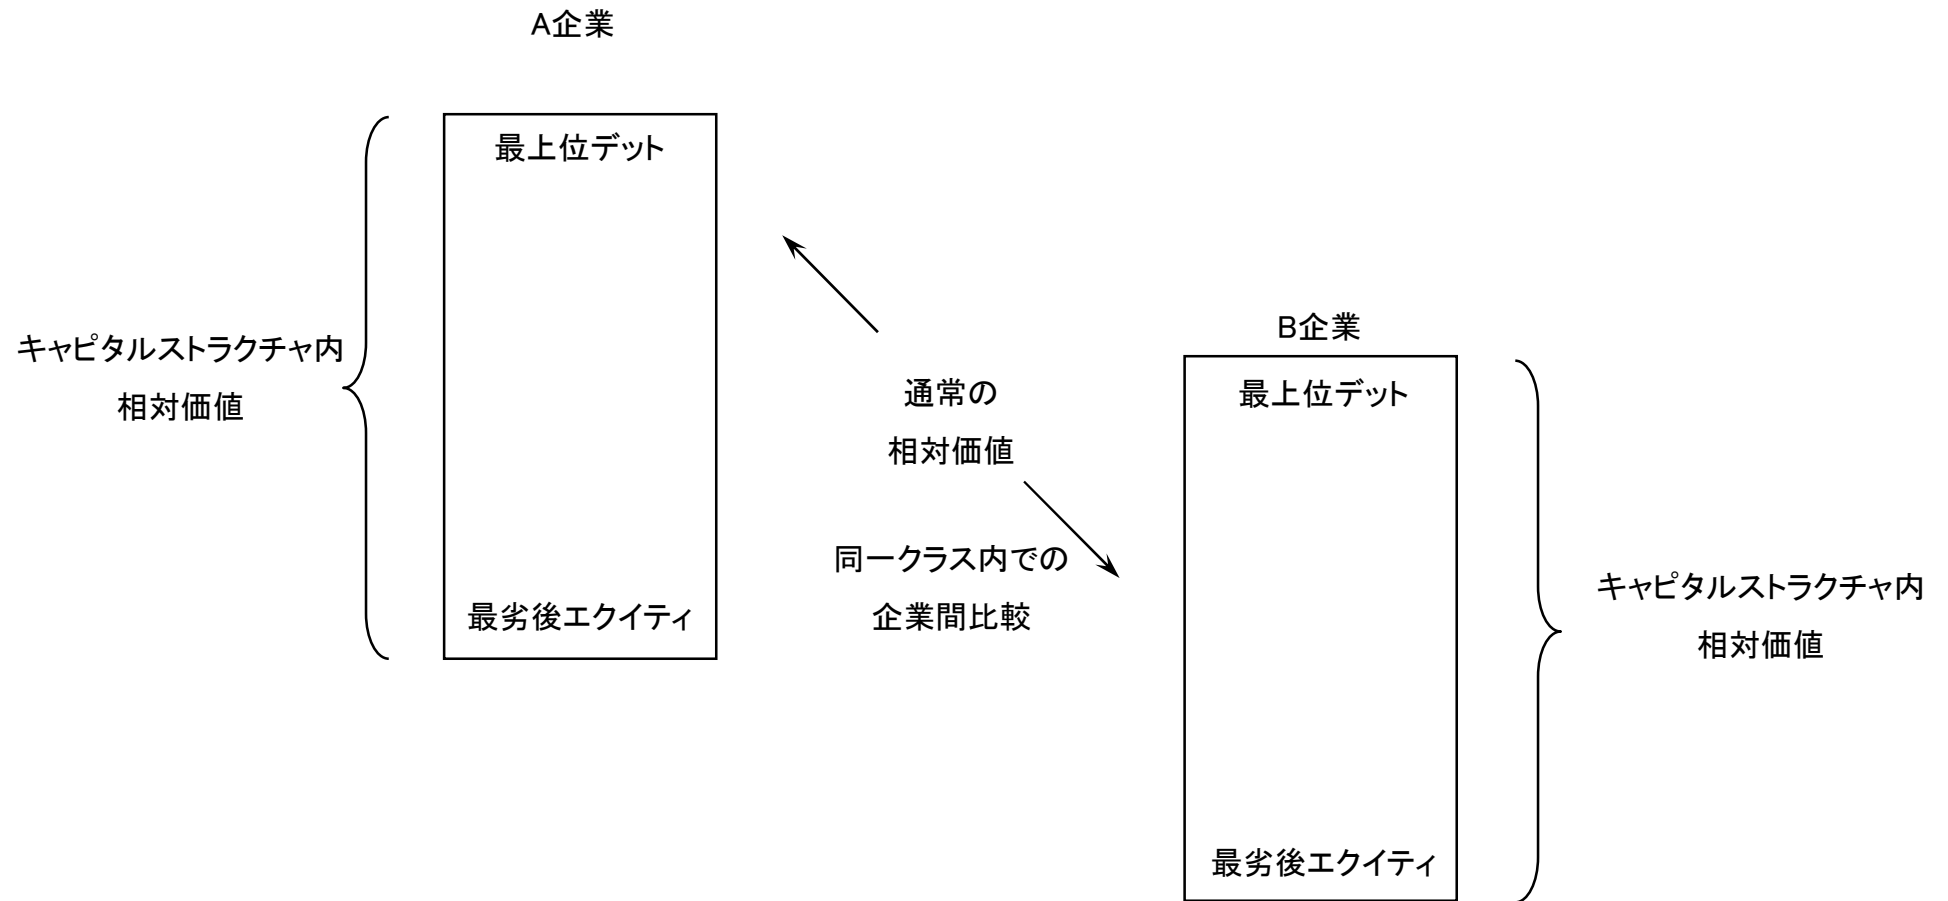 A企業
最上位デット
キャピタルストラクチャ内
相対価値
最劣後エクイティ
通常の
相対価値
同一クラス内での
企業間比較
B企業
最上位デット
最劣後エクイティ
キャピタルストラクチャ内
相対価値